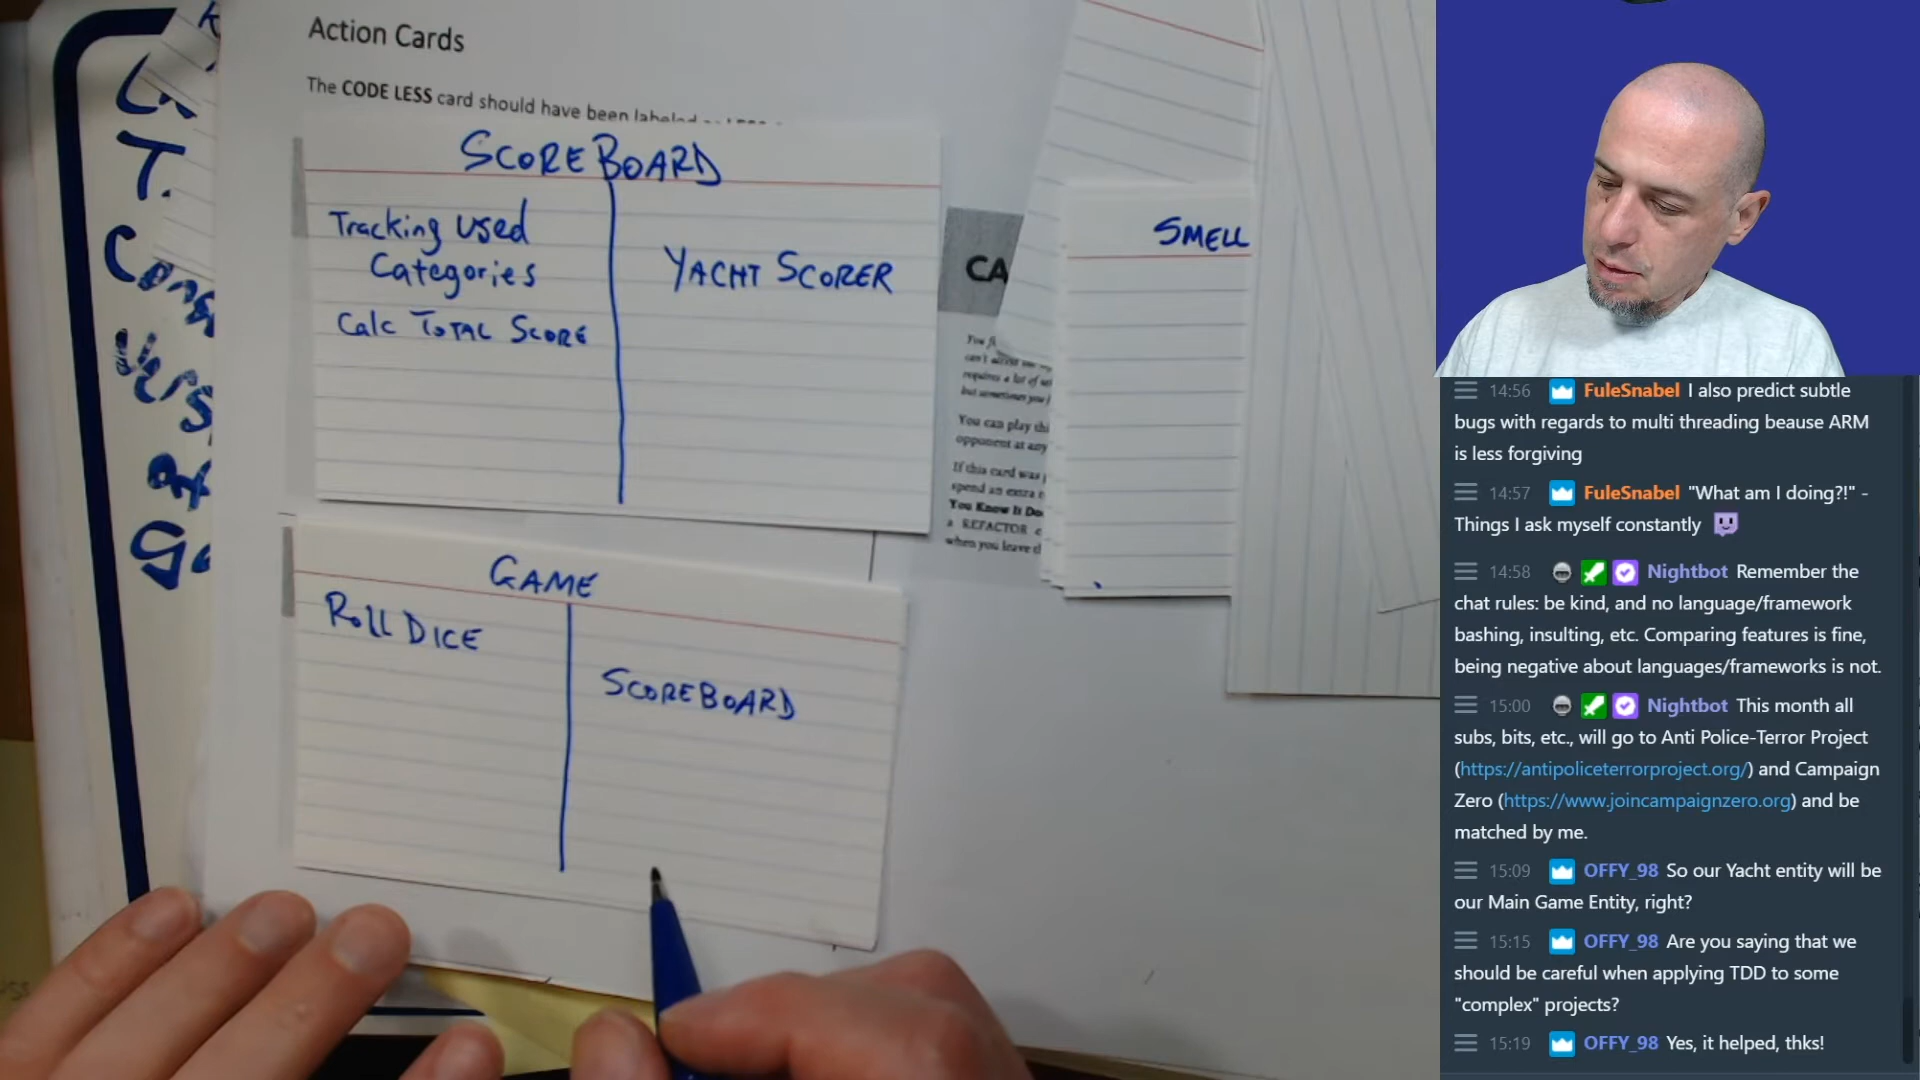 Action Cards
The CODE LESS card should have been labeled as LESS
SCOREBOARD
Tracking used
Categories
Calc TOTAL SCORE
YACHT SCORER
GAME
Roll DICE
SCOREBOARD
SMELL
CA
You can play
opponent at any
If this card was
spend an extra
a REFACTOR
when you leave
14:56 FuleSnabel I also predict subtle
bugs with regards to multi threading beause ARM
is less forgiving
14:57 FuleSnabel "What am I doing?!" -
Things I ask myself constantly
14:58 Nightbot Remember the
chat rules: be kind, and no language/framework
bashing, insulting, etc. Comparing features is fine,
being negative about languages/frameworks is not.
15:00 Nightbot This month all
subs, bits, etc., will go to Anti Police-Terror Project
(https://antipoliceterrorproject.org/) and Campaign
Zero (https://www.joincampaignzero.org) and be
matched by me.
15:09 OFFY_98 So our Yacht entity will be
our Main Game Entity, right?
15:15 OFFY_98 Are you saying that we
should be careful when applying TDD to some
"complex" projects?
15:19 OFFY_98 Yes, it helped, thks!